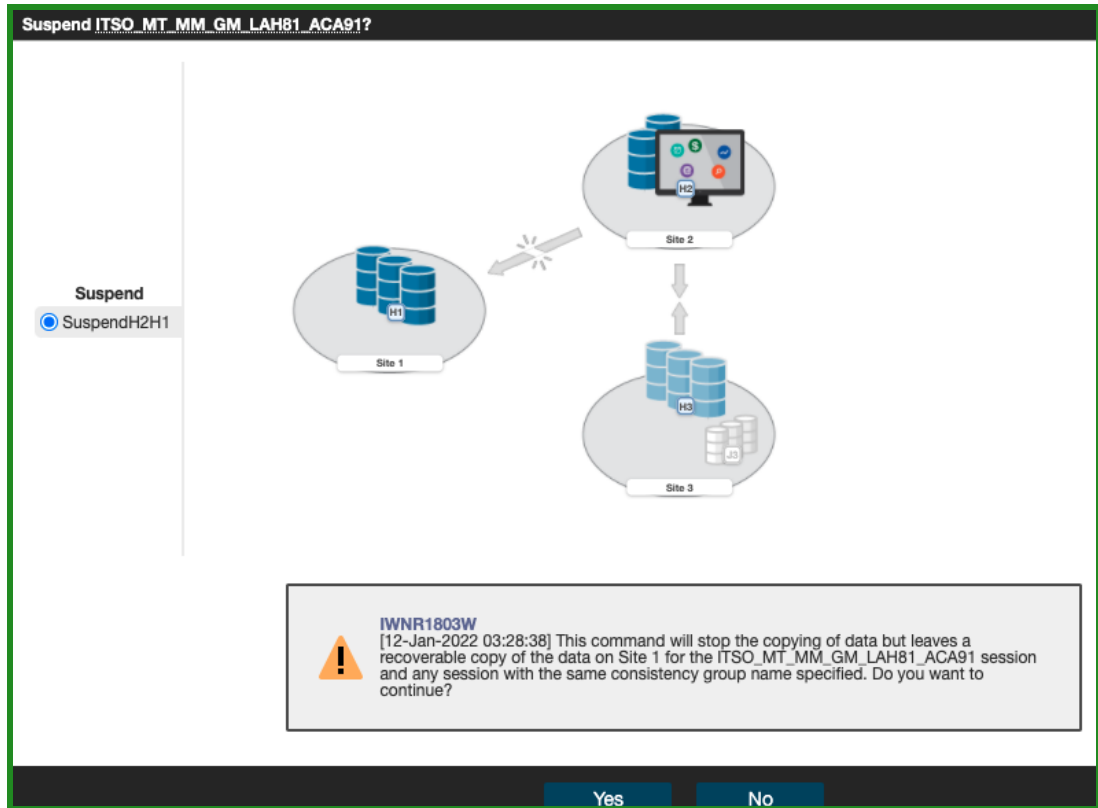 Suspend ITSO_MT_MM_GM_LAH81_ACA91?
H2
Site 2
Suspend
SuspendH2H1
H1
Site 1
H3
J3
Site 3
IWNR1803W
[12-Jan-2022 03:28:38] This command will stop the copying of data but leaves a
recoverable copy of the data on Site 1 for the ITSO_MT_MM_GM_LAH81_ACA91 session
and any session with the same consistency group name specified. Do you want to
continue?
Yes No